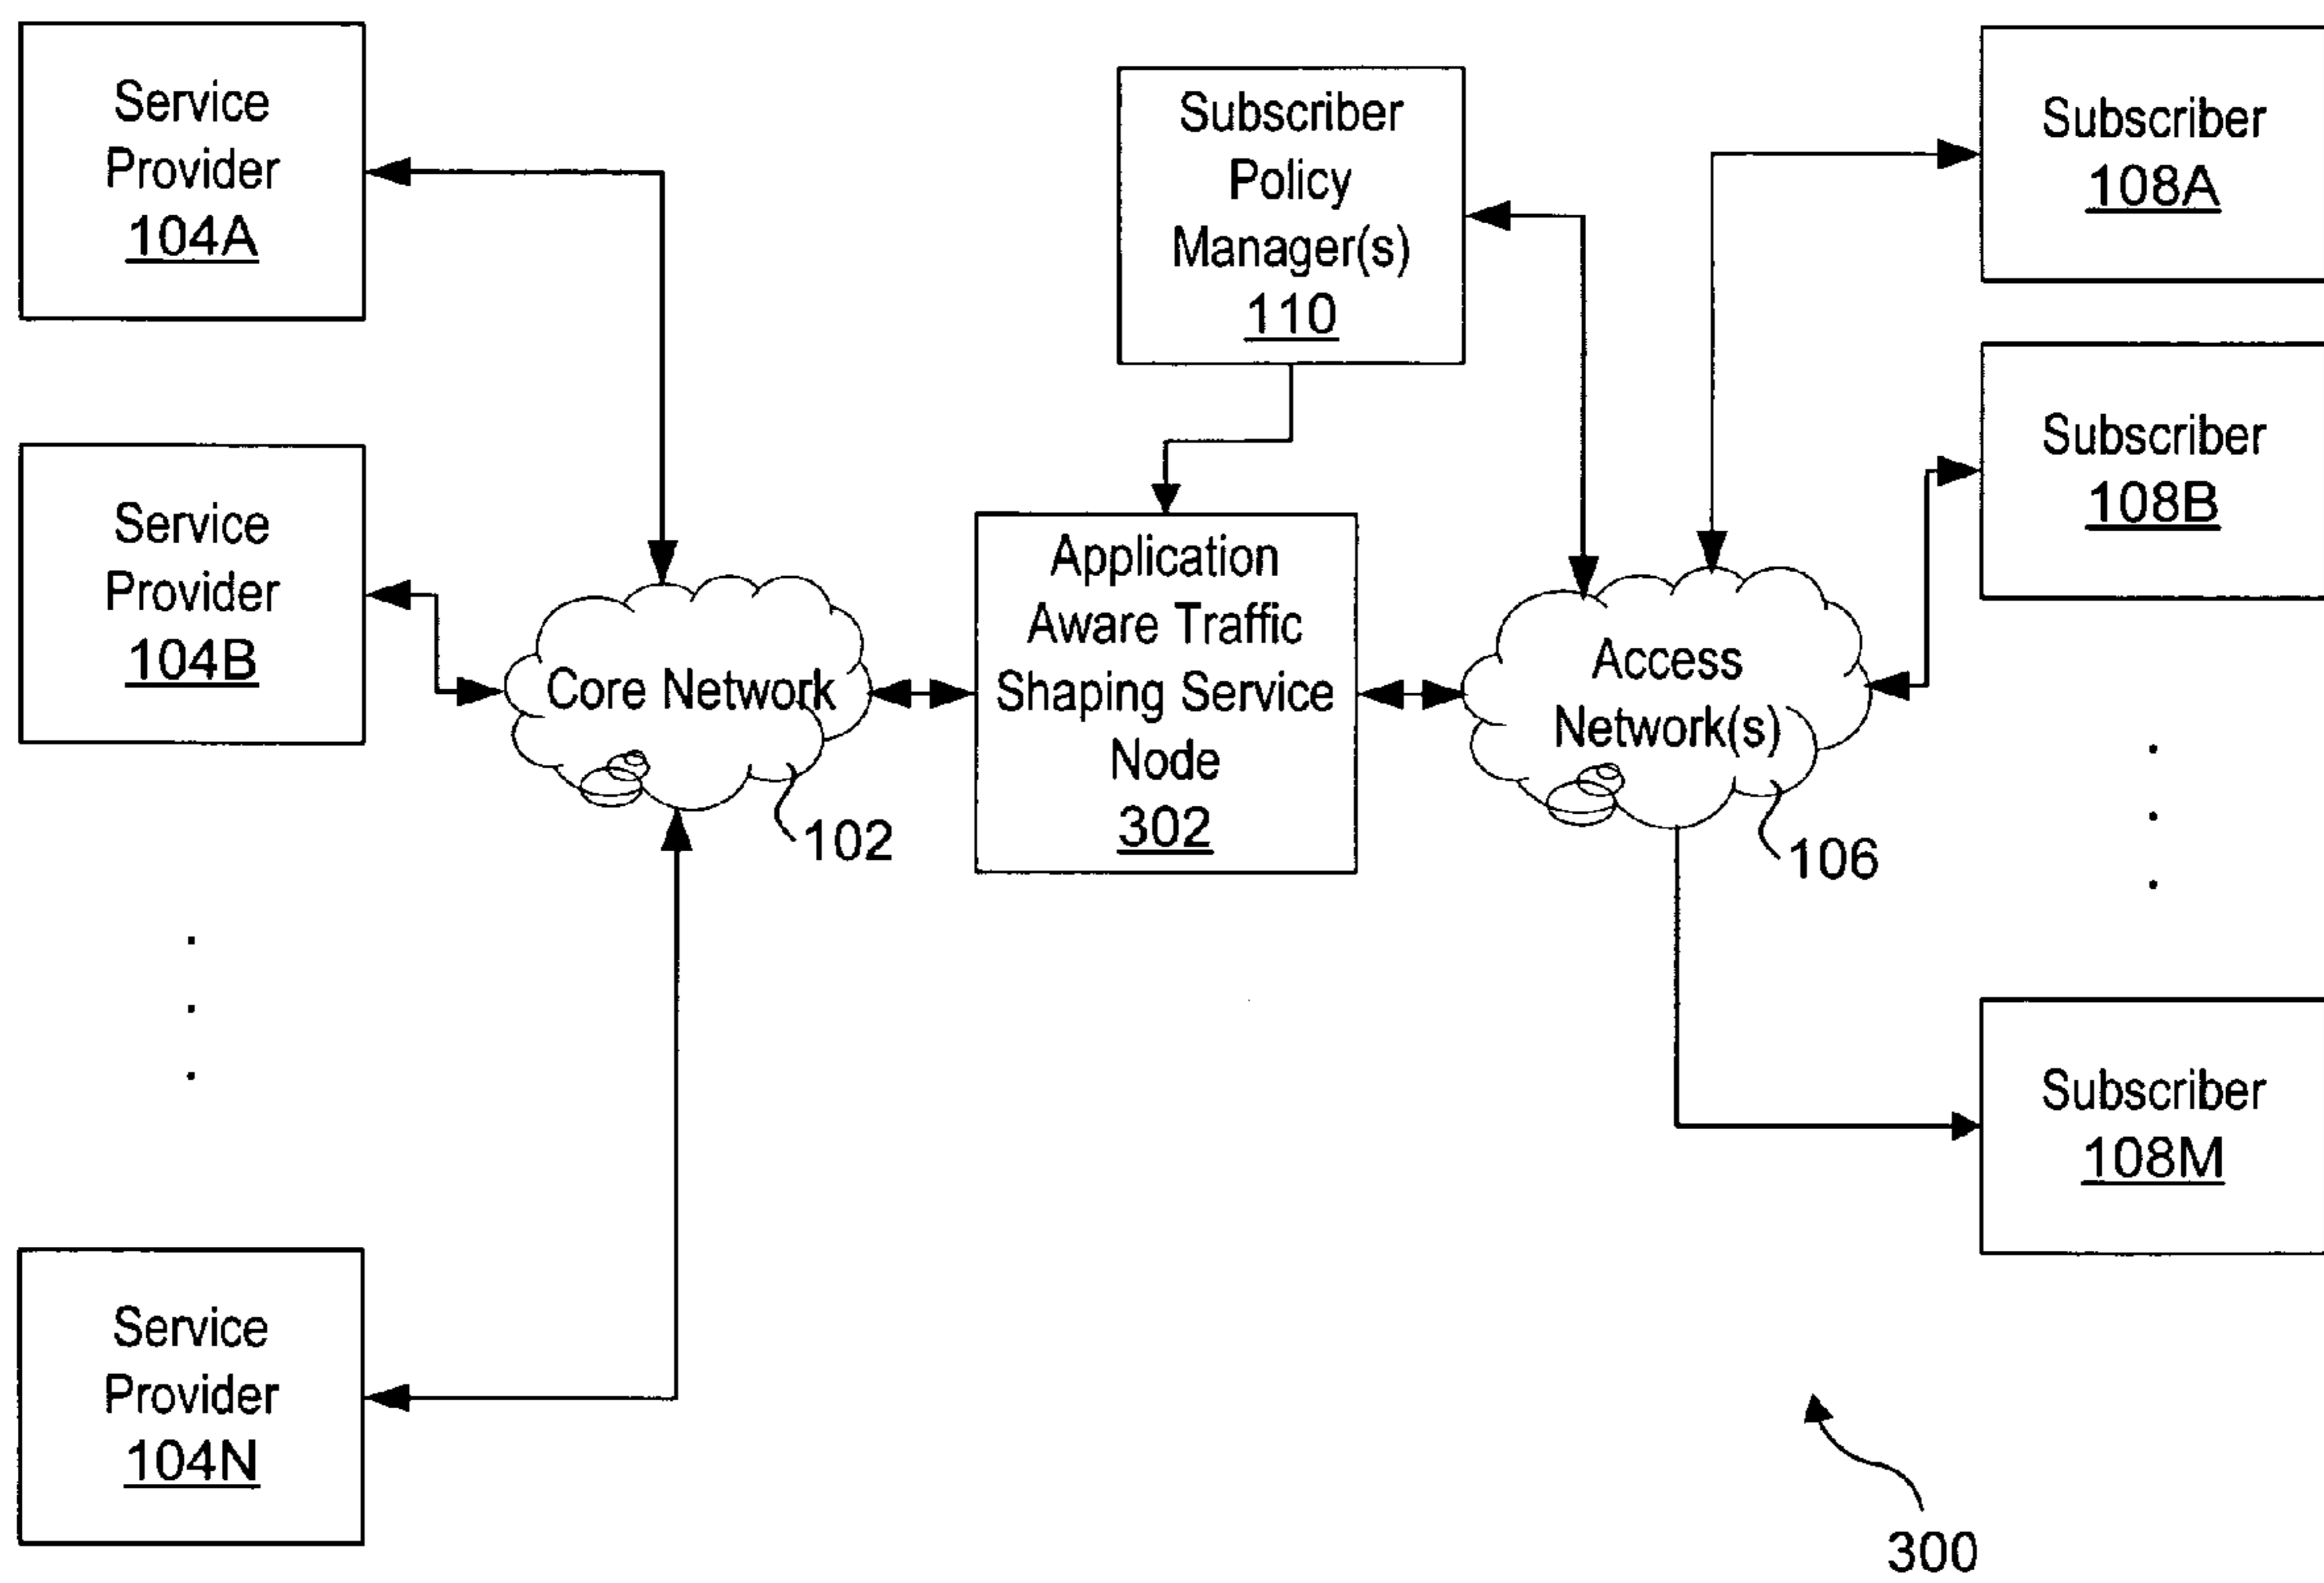 Service
Provider
104A
Subscriber
Policy
Manager(s)
110
Subscriber
108A
Subscriber
108B
Service
Provider
104B
Core Network
102
Application
Aware Traffic
Shaping Service
Node
302
Access
Network(s)
106
Subscriber
108M
Service
Provider
104N
300